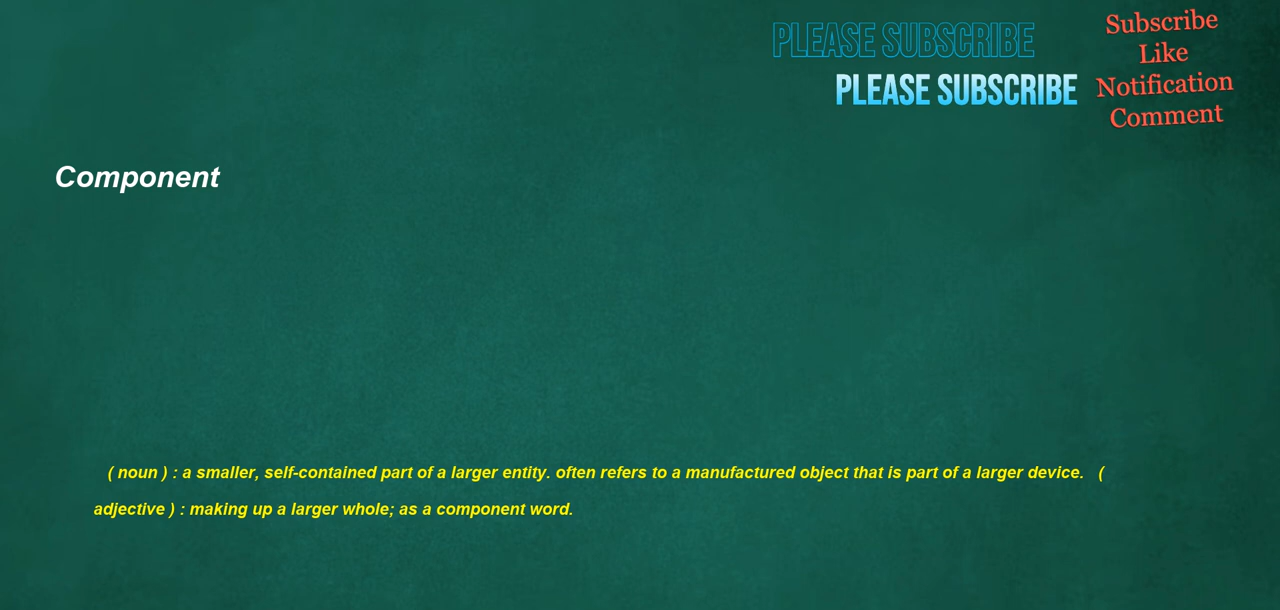 PLEASE SUBSCRIBE
PLEASE SUBSCRIBE
Subscribe
Like
Notification
Comment
Component
( noun ) : a smaller, self-contained part of a larger entity. often refers to a manufactured object that is part of a larger device. (
adjective ) : making up a larger whole; as a component word.